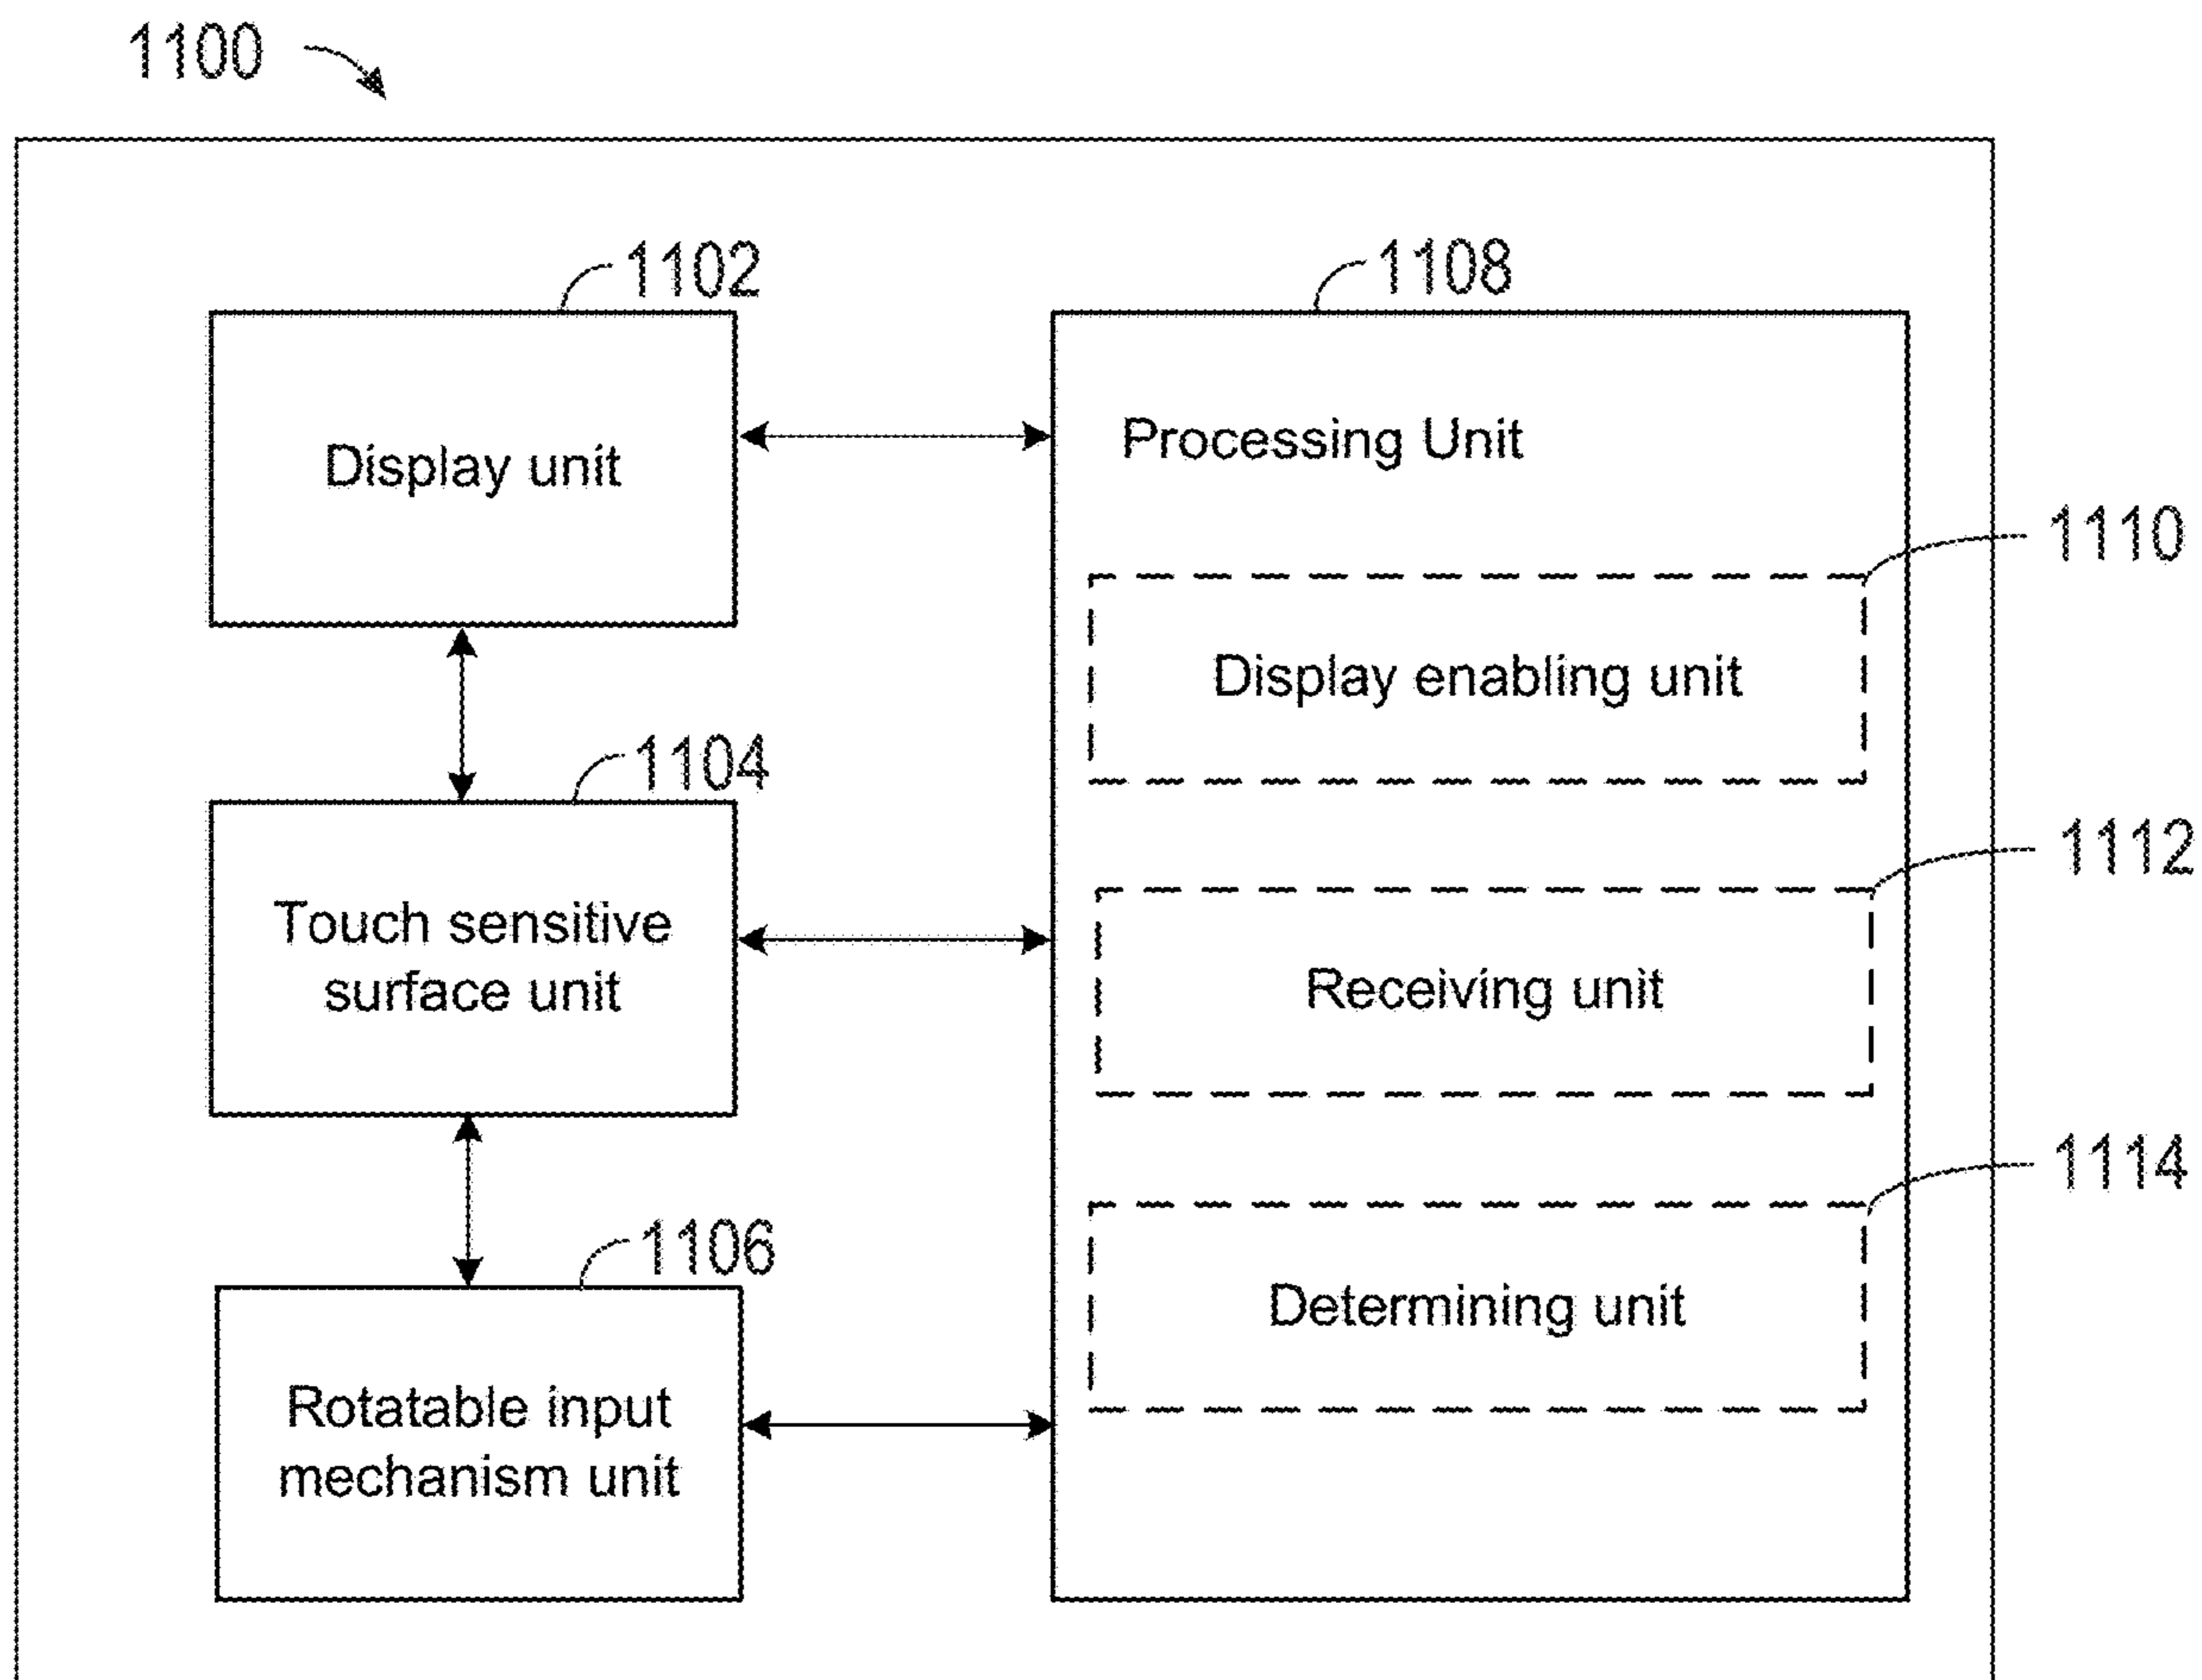 1100
1102
1108
Display unit
Processing Unit
1110
Display enabling unit
1104
1112
Touch sensitive
surface unit
Receiving unit
1114
1106
Determining unit
Rotatable input
mechanism unit